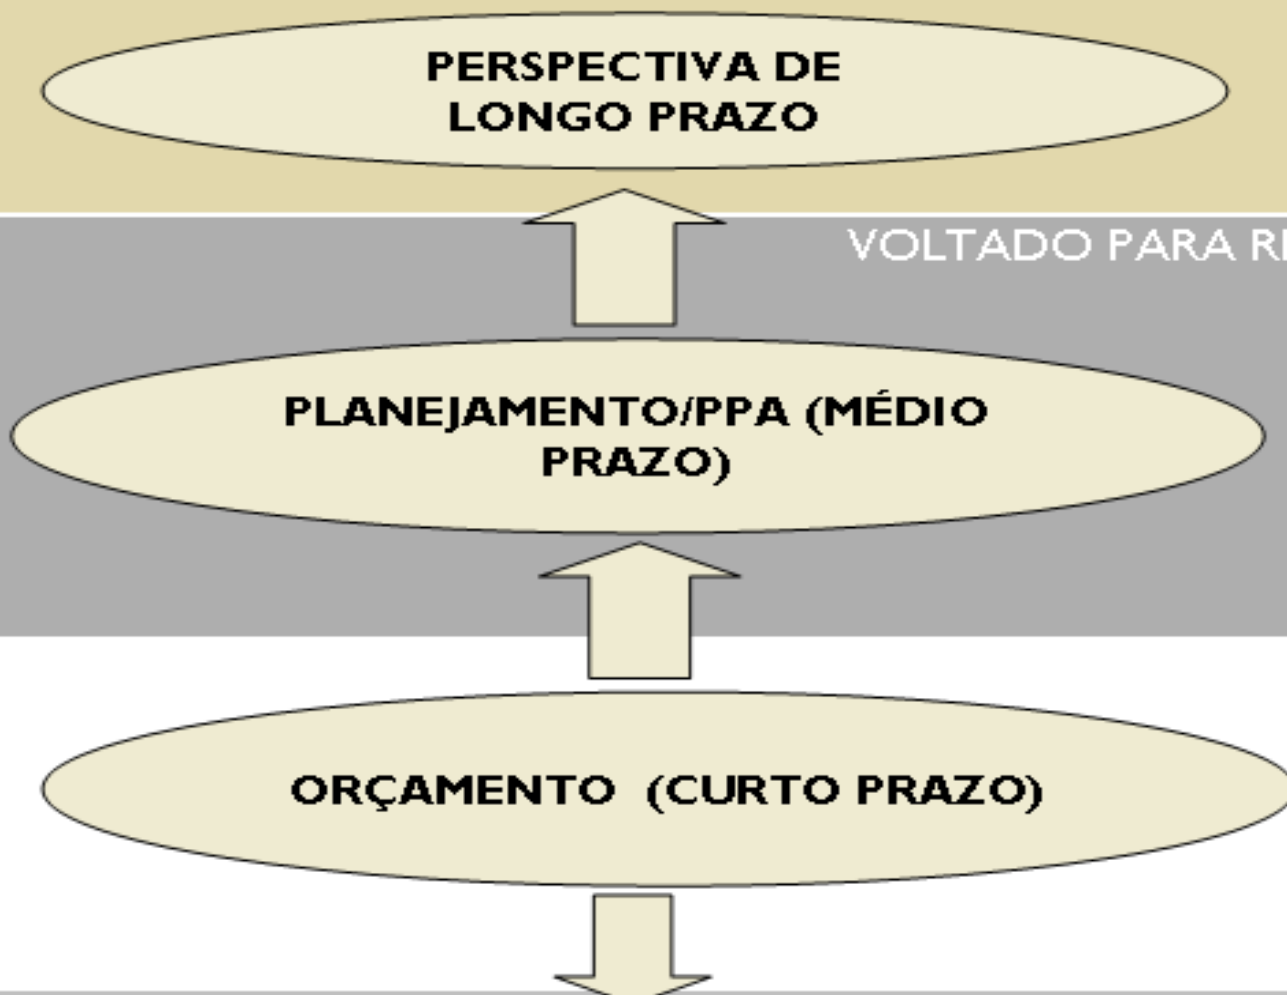 PERSPECTIVA DE
LONGO PRAZO
VOLTADO PARA
PLANEJAMENTO/PPA (MÉDIO
PRAZO)
ORÇAMENTO (CURTO PRAZO)